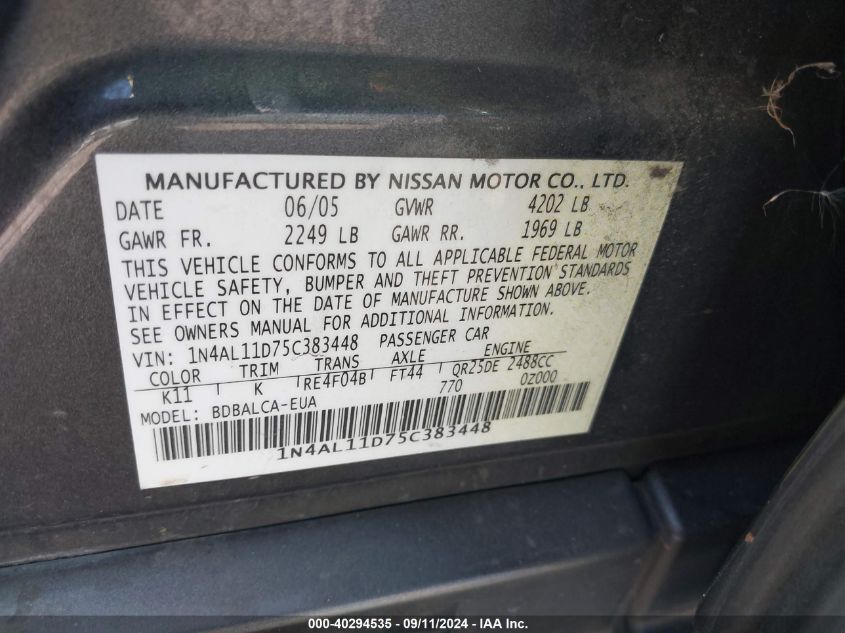 MANUFACTURED BY NISSAN MOTOR CO., LTD.
DATE 06/05 GVWR 4202 LB
GAWR FR. 2249 LB GAWR RR. 1969 LB
THIS VEHICLE CONFORMS TO ALL APPLICABLE FEDERAL MOTOR
VEHICLE SAFETY, BUMPER AND THEFT PREVENTION STANDARDS
IN EFFECT ON THE DATE OF MANUFACTURE SHOWN ABOVE.
SEE OWNERS MANUAL FOR ADDITIONAL INFORMATION.
VIN: 1N4AL11D75C383448 PASSENGER CAR
COLOR TRIM TRANS AXLE ENGINE
K11 K RE4F04B FT44 QR25DE 2488CC
770 0Z000
MODEL: BDBALCA-EUA
1N4AL11D75C383448
000-40294535 - 09/11/2024 - IAA Inc.